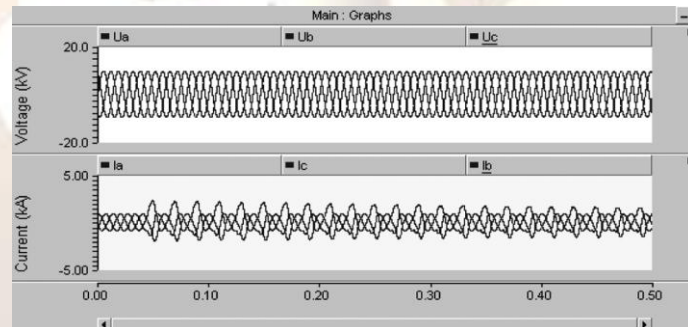 Main : Graphs
Ua Ub Uc
20.0
Voltage (kV)
-20.0
Ia Ic Ib
5.00
Current (kA)
-5.00
0.00 0.10 0.20 0.30 0.40 0.50